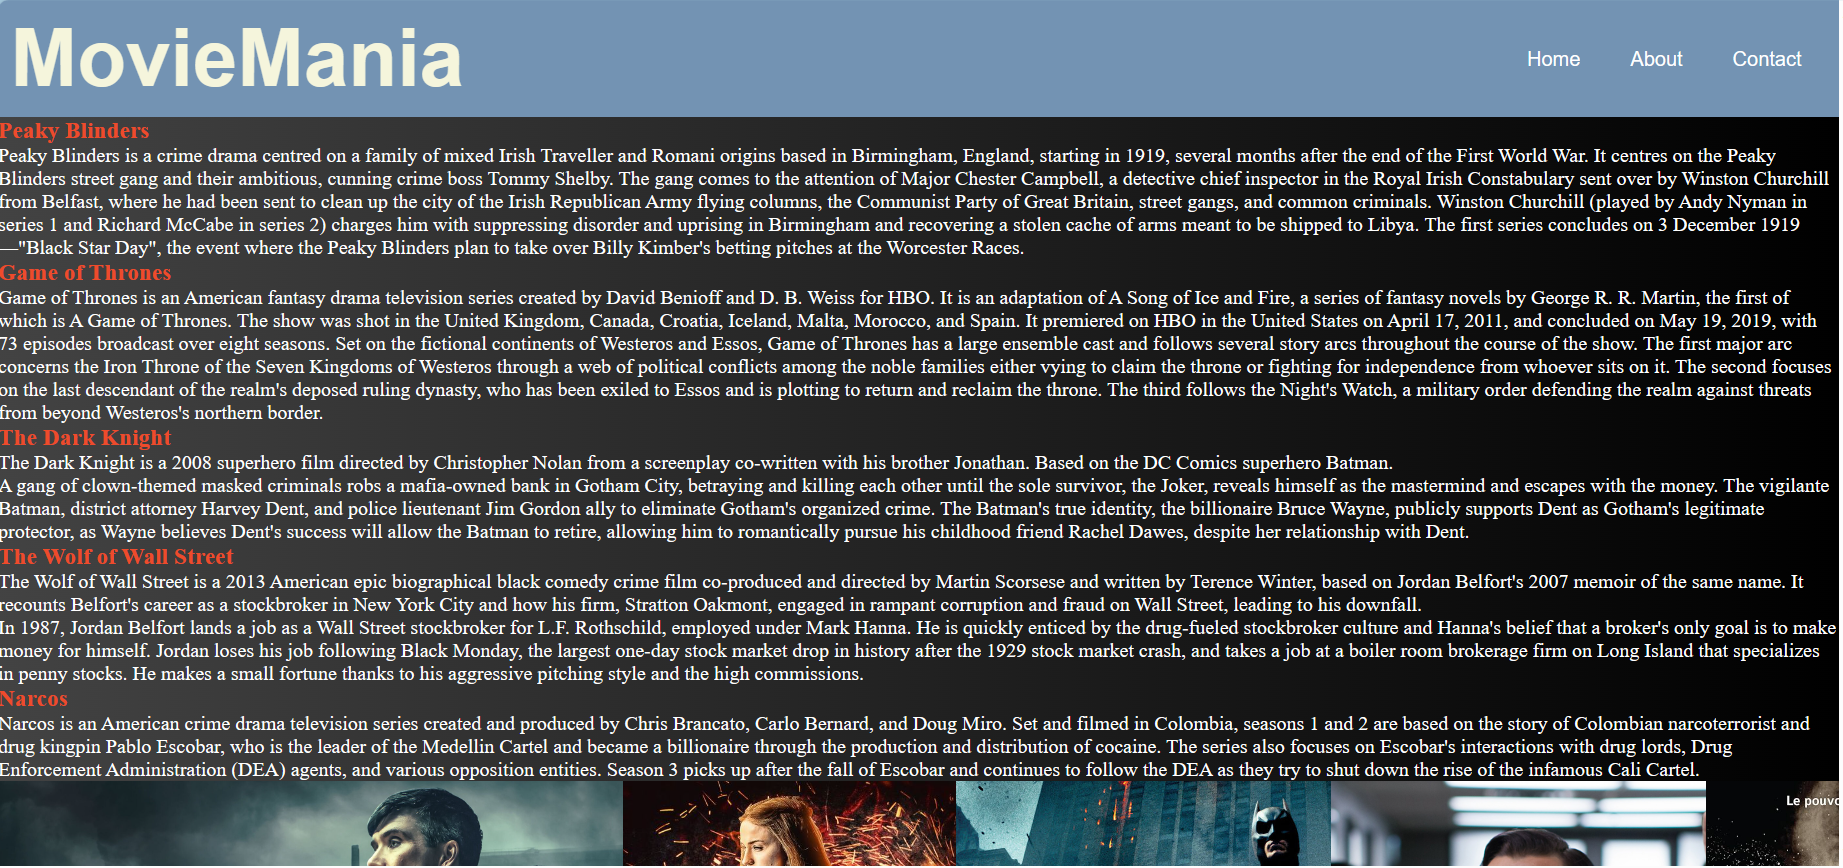 MovieMania
Home About Contact
Peaky Blinders
Peaky Blinders is a crime drama centred on a family of mixed Irish Traveller and Romani origins based in Birmingham, England, starting in 1919, several months after the end of the First World War. It centres on the Peaky
Blinders street gang and their ambitious, cunning crime boss Tommy Shelby. The gang comes to the attention of Major Chester Campbell, a detective chief inspector in the Royal Irish Constabulary sent over by Winston Churchill
from Belfast, where he had been sent to clean up the city of the Irish Republican Army flying columns, the Communist Party of Great Britain, street gangs, and common criminals. Winston Churchill (played by Andy Nyman in
series 1 and Richard McCabe in series 2) charges him with suppressing disorder and uprising in Birmingham and recovering a stolen cache of arms meant to be shipped to Libya. The first series concludes on 3 December 1919
—"Black Star Day", the event where the Peaky Blinders plan to take over Billy Kimber's betting pitches at the Worcester Races.
Game of Thrones
Game of Thrones is an American fantasy drama television series created by David Benioff and D. B. Weiss for HBO. It is an adaptation of A Song of Ice and Fire, a series of fantasy novels by George R. R. Martin, the first of
which is A Game of Thrones. The show was shot in the United Kingdom, Canada, Croatia, Iceland, Malta, Morocco, and Spain. It premiered on HBO in the United States on April 17, 2011, and concluded on May 19, 2019, with
73 episodes broadcast over eight seasons. Set on the fictional continents of Westeros and Essos, Game of Thrones has a large ensemble cast and follows several story arcs throughout the course of the show. The first major arc
concerns the Iron Throne of the Seven Kingdoms of Westeros through a web of political conflicts among the noble families either vying to claim the throne or fighting for independence from whoever sits on it. The second focuses
on the last descendant of the realm's deposed ruling dynasty, who has been exiled to Essos and is plotting to return and reclaim the throne. The third follows the Night's Watch, a military order defending the realm against threats
from beyond Westeros's northern border.
The Dark Knight
The Dark Knight is a 2008 superhero film directed by Christopher Nolan from a screenplay co-written with his brother Jonathan. Based on the DC Comics superhero Batman.
A gang of clown-themed masked criminals robs a mafia-owned bank in Gotham City, betraying and killing each other until the sole survivor, the Joker, reveals himself as the mastermind and escapes with the money. The vigilante
Batman, district attorney Harvey Dent, and police lieutenant Jim Gordon ally to eliminate Gotham's organized crime. The Batman's true identity, the billionaire Bruce Wayne, publicly supports Dent as Gotham's legitimate
protector, as Wayne believes Dent's success will allow the Batman to retire, allowing him to romantically pursue his childhood friend Rachel Dawes, despite her relationship with Dent.
The Wolf of Wall Street
The Wolf of Wall Street is a 2013 American epic biographical black comedy crime film co-produced and directed by Martin Scorsese and written by Terence Winter, based on Jordan Belfort's 2007 memoir of the same name. It
recounts Belfort's career as a stockbroker in New York City and how his firm, Stratton Oakmont, engaged in rampant corruption and fraud on Wall Street, leading to his downfall.
In 1987, Jordan Belfort lands a job as a Wall Street stockbroker for L.F. Rothschild, employed under Mark Hanna. He is quickly enticed by the drug-fueled stockbroker culture and Hanna's belief that a broker's only goal is to make
money for himself. Jordan loses his job following Black Monday, the largest one-day stock market drop in history after the 1929 stock market crash, and takes a job at a boiler room brokerage firm on Long Island that specializes
in penny stocks. He makes a small fortune thanks to his aggressive pitching style and the high commissions.
Narcos
Narcos is an American crime drama television series created and produced by Chris Brancato, Carlo Bernard, and Doug Miro. Set and filmed in Colombia, seasons 1 and 2 are based on the story of Colombian narcoterrorist and
drug kingpin Pablo Escobar, who is the leader of the Medellin Cartel and became a billionaire through the production and distribution of cocaine. The series also focuses on Escobar's interactions with drug lords, Drug
Enforcement Administration (DEA) agents, and various opposition entities. Season 3 picks up after the fall of Escobar and continues to follow the DEA as they try to shut down the rise of the infamous Cali Cartel.
Le